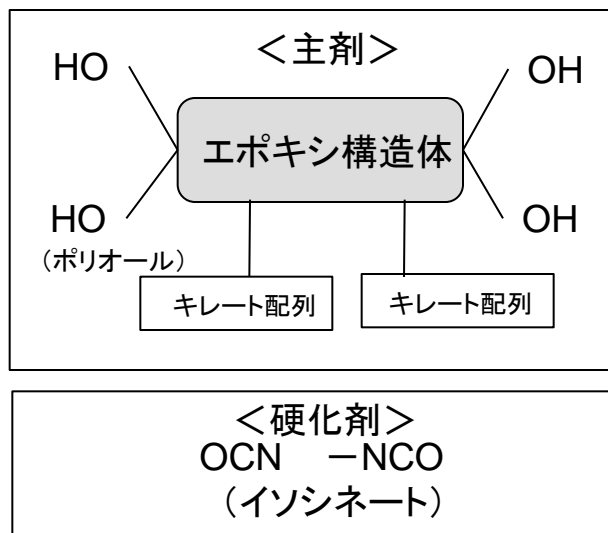 ＜主剤＞
HO
OH
エポキシ構造体
HO
OH
（ポリオール）
キレート配列
キレート配列
＜硬化剤＞
OCN －NCO
（イソシネート）